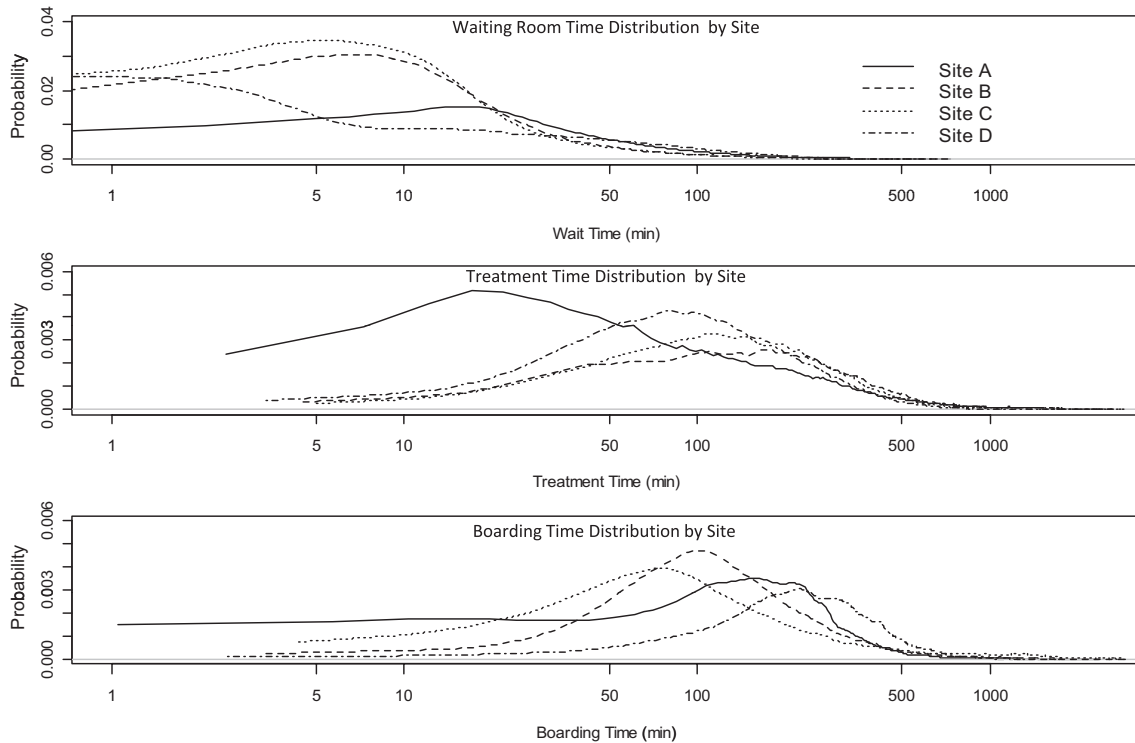 Waiting Room Time Distribution by Site
Probability
0.00 0.02 0.04
Site A
Site B
Site C
Site D
1 5 10 50 100 500 1000
Wait Time (min)
Treatment Time Distribution by Site
Probability
0.000 0.003 0.006
1 5 10 50 100 500 1000
Treatment Time (min)
Boarding Time Distribution by Site
Probability
0.000 0.003 0.006
1 5 10 50 100 500 1000
Boarding Time (min)